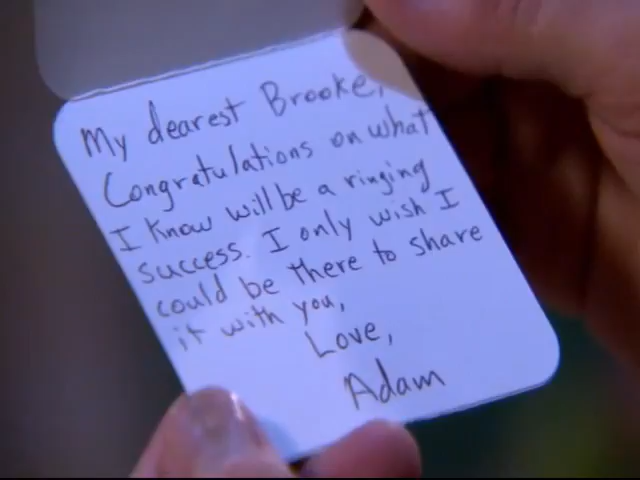 My dearest Brooke,
Congratulations on what
I know will be a ringing
success. I only wish I
could be there to share
it with you,
Love,
Adam